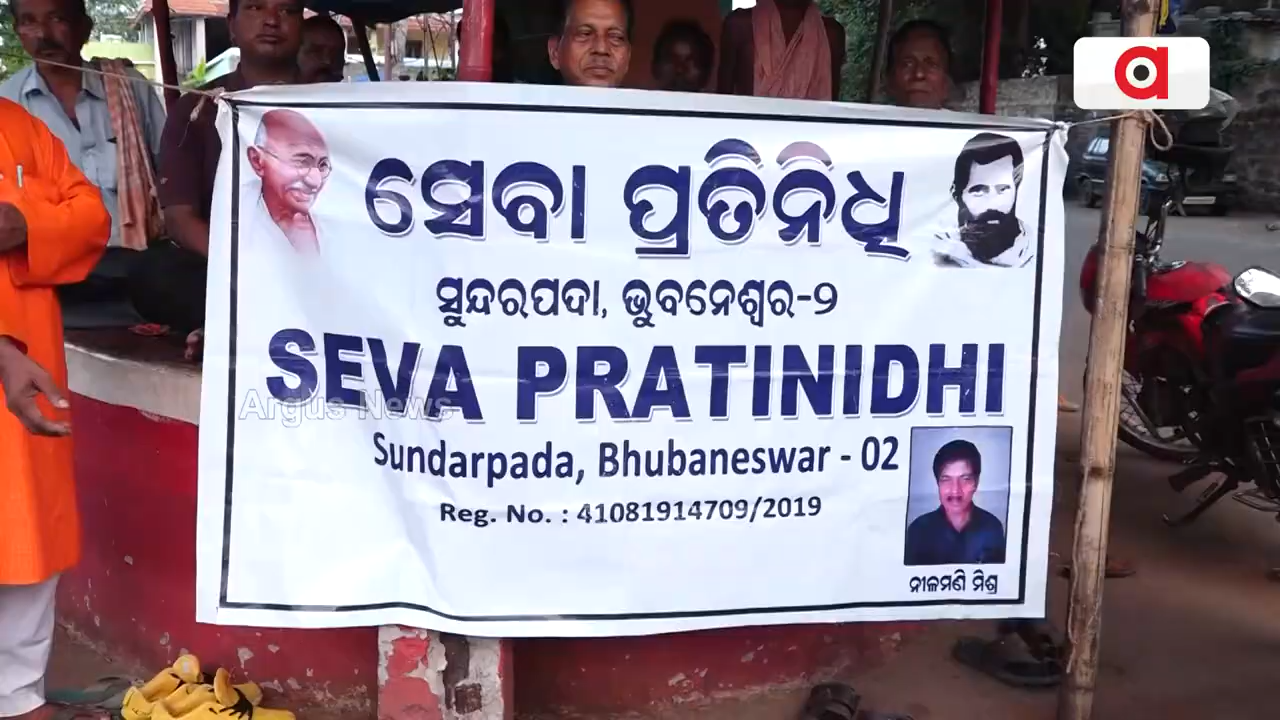 a
ସେବା ପ୍ରତିନିଧି
ସୁନ୍ଦରପଦା, ଭୁବନେଶ୍ୱର-୨
SEVA PRATINIDHI
Argus News
Sundarpada, Bhubaneswar - 02
Reg. No. : 41081914709/2019
ନୀଳମଣି ମିଶ୍ର